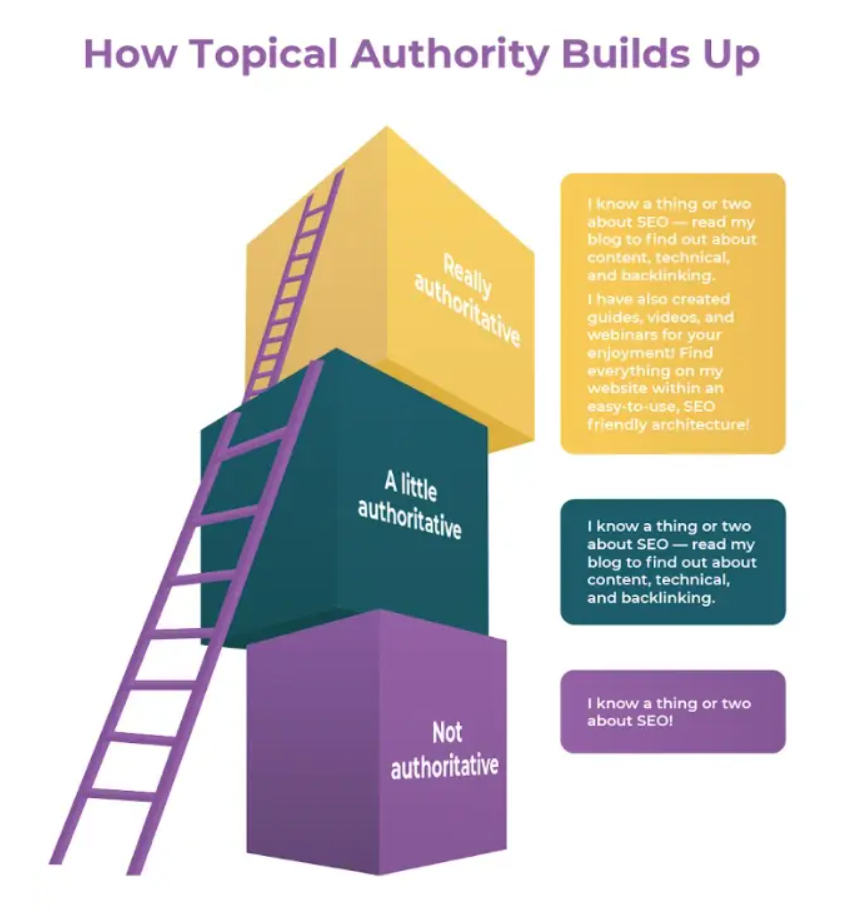 How Topical Authority Builds Up
Really
authoritative
I know a thing or two
about SEO — read my
blog to find out about
content, technical,
and backlinking.
I have also created
guides, videos, and
webinars for your
enjoyment! Find
everything on my
website within an
easy-to-use, SEO
friendly architecture!
A little
authoritative
I know a thing or two
about SEO — read my
blog to find out about
content, technical,
and backlinking.
Not
authoritative
I know a thing or two
about SEO!